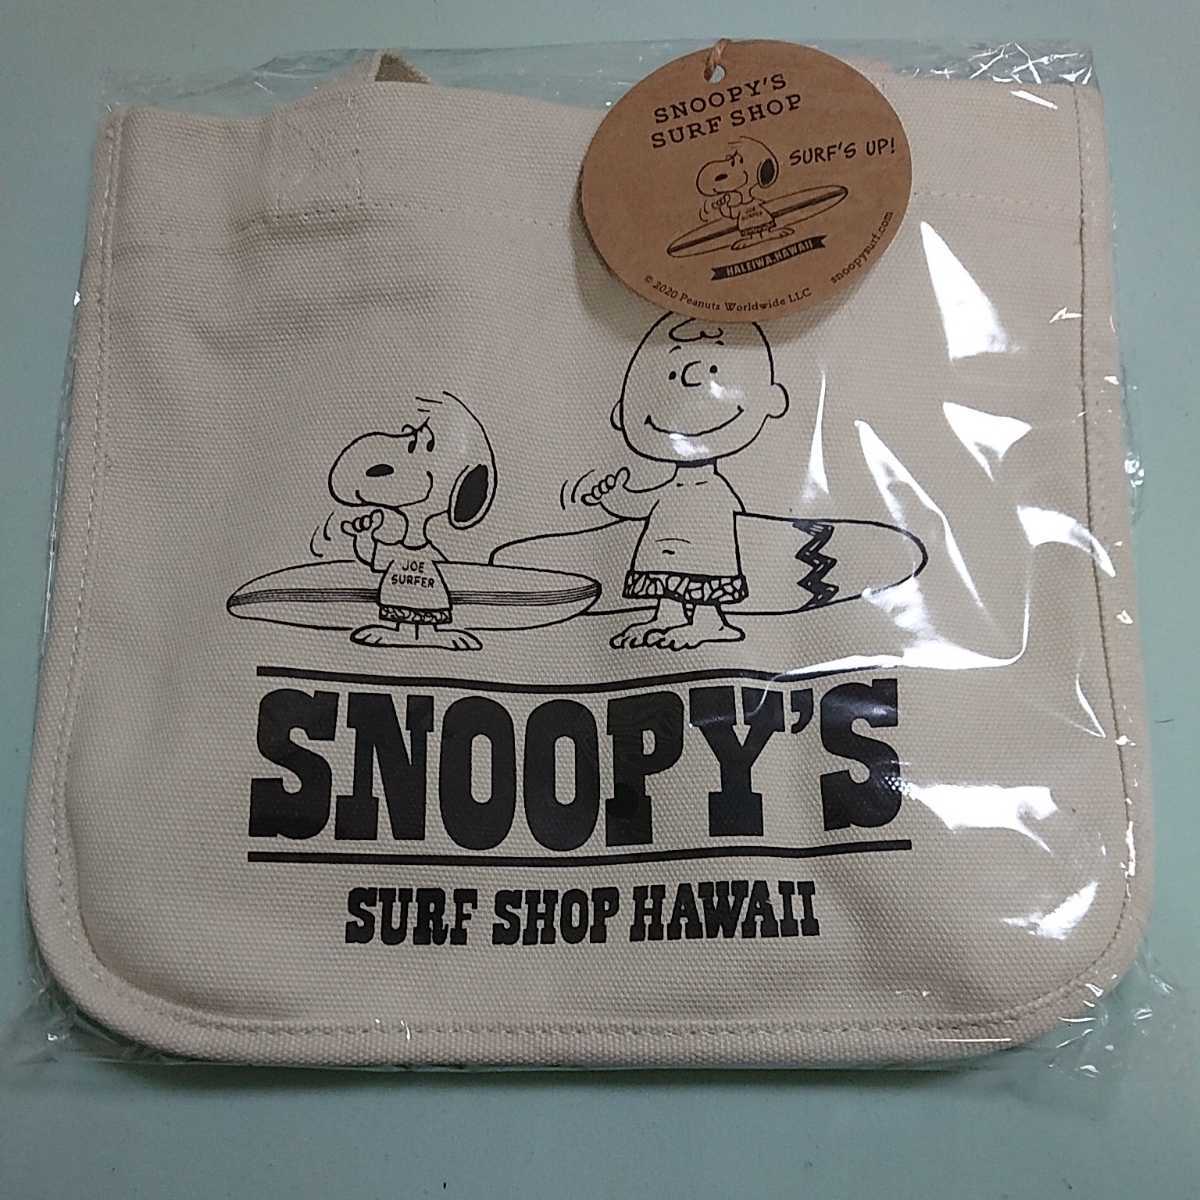 SNOOPY'S
SURF SHOP
SURF'S UP!
JOE
SURFER
HALEIWA.HAWAII
© 2020 Peanuts Worldwide LLC
snoopysurf.com
JOE
SURFER
SNOOPY'S
SURF SHOP HAWAII